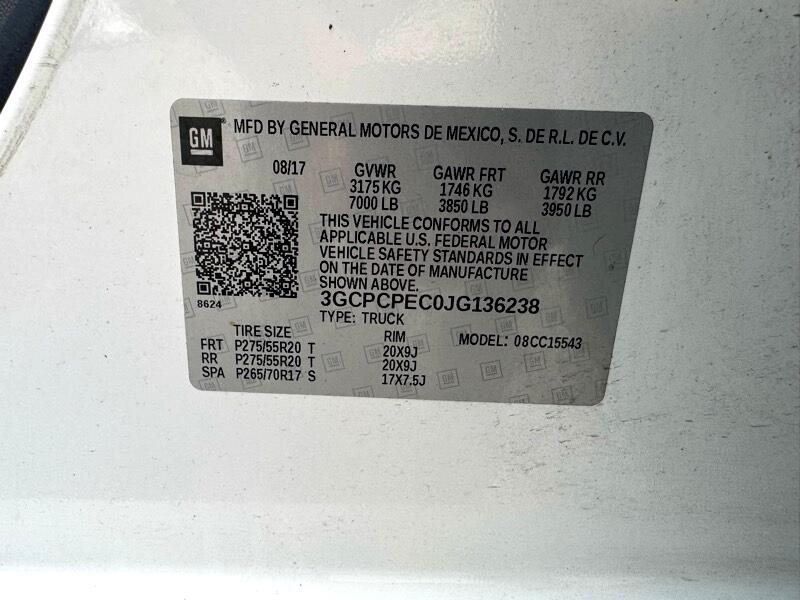 GM MFD BY GENERAL MOTORS DE MEXICO, S. DE R.L. DE C.V.
08/17 GVWR GAWR FRT GAWR RR
3175 KG 1746 KG 1792 KG
7000 LB 3850 LB 3950 LB
THIS VEHICLE CONFORMS TO ALL
APPLICABLE U.S. FEDERAL MOTOR
VEHICLE SAFETY STANDARDS IN EFFECT
ON THE DATE OF MANUFACTURE
SHOWN ABOVE.
8624 3GCPCPEC0JG136238
TYPE: TRUCK
TIRE SIZE RIM MODEL: 08CC15543
FRT P275/55R20 T 20X9J
RR P275/55R20 T 20X9J
SPA P265/70R17 S 17X7.5J